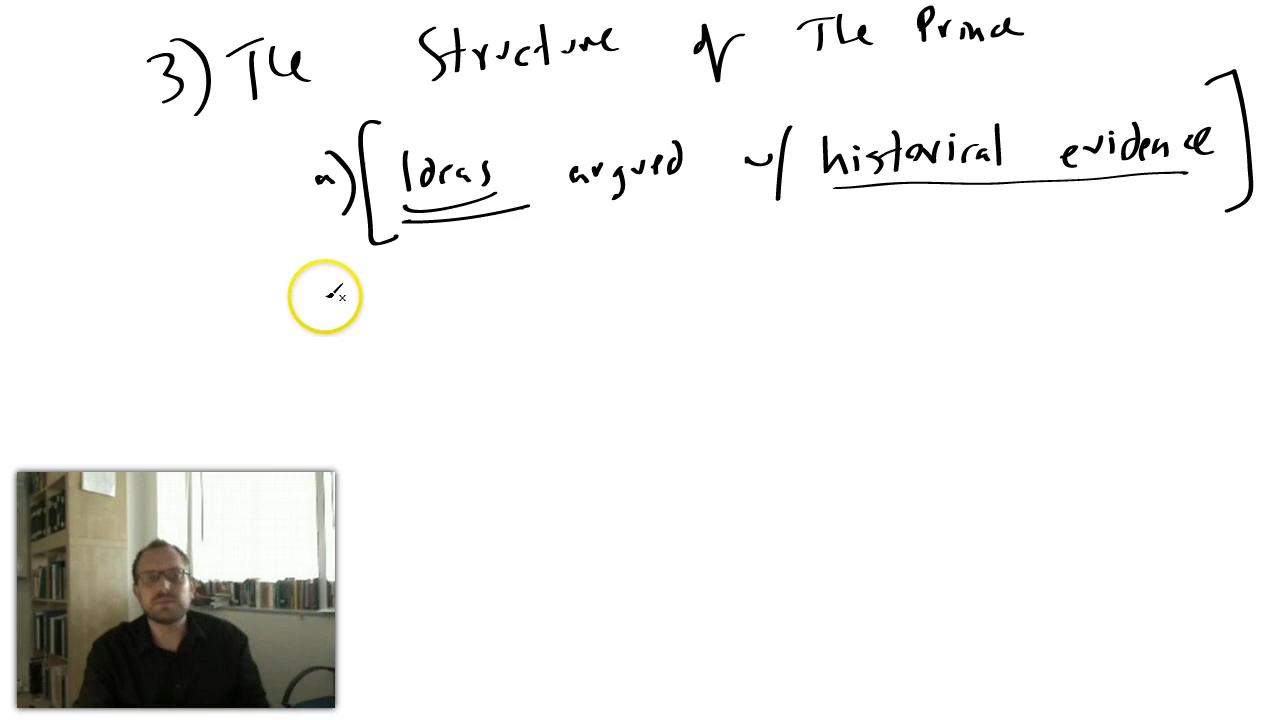 3) The Structure of The Prince
a) [Ideas argued w/ historical evidence]